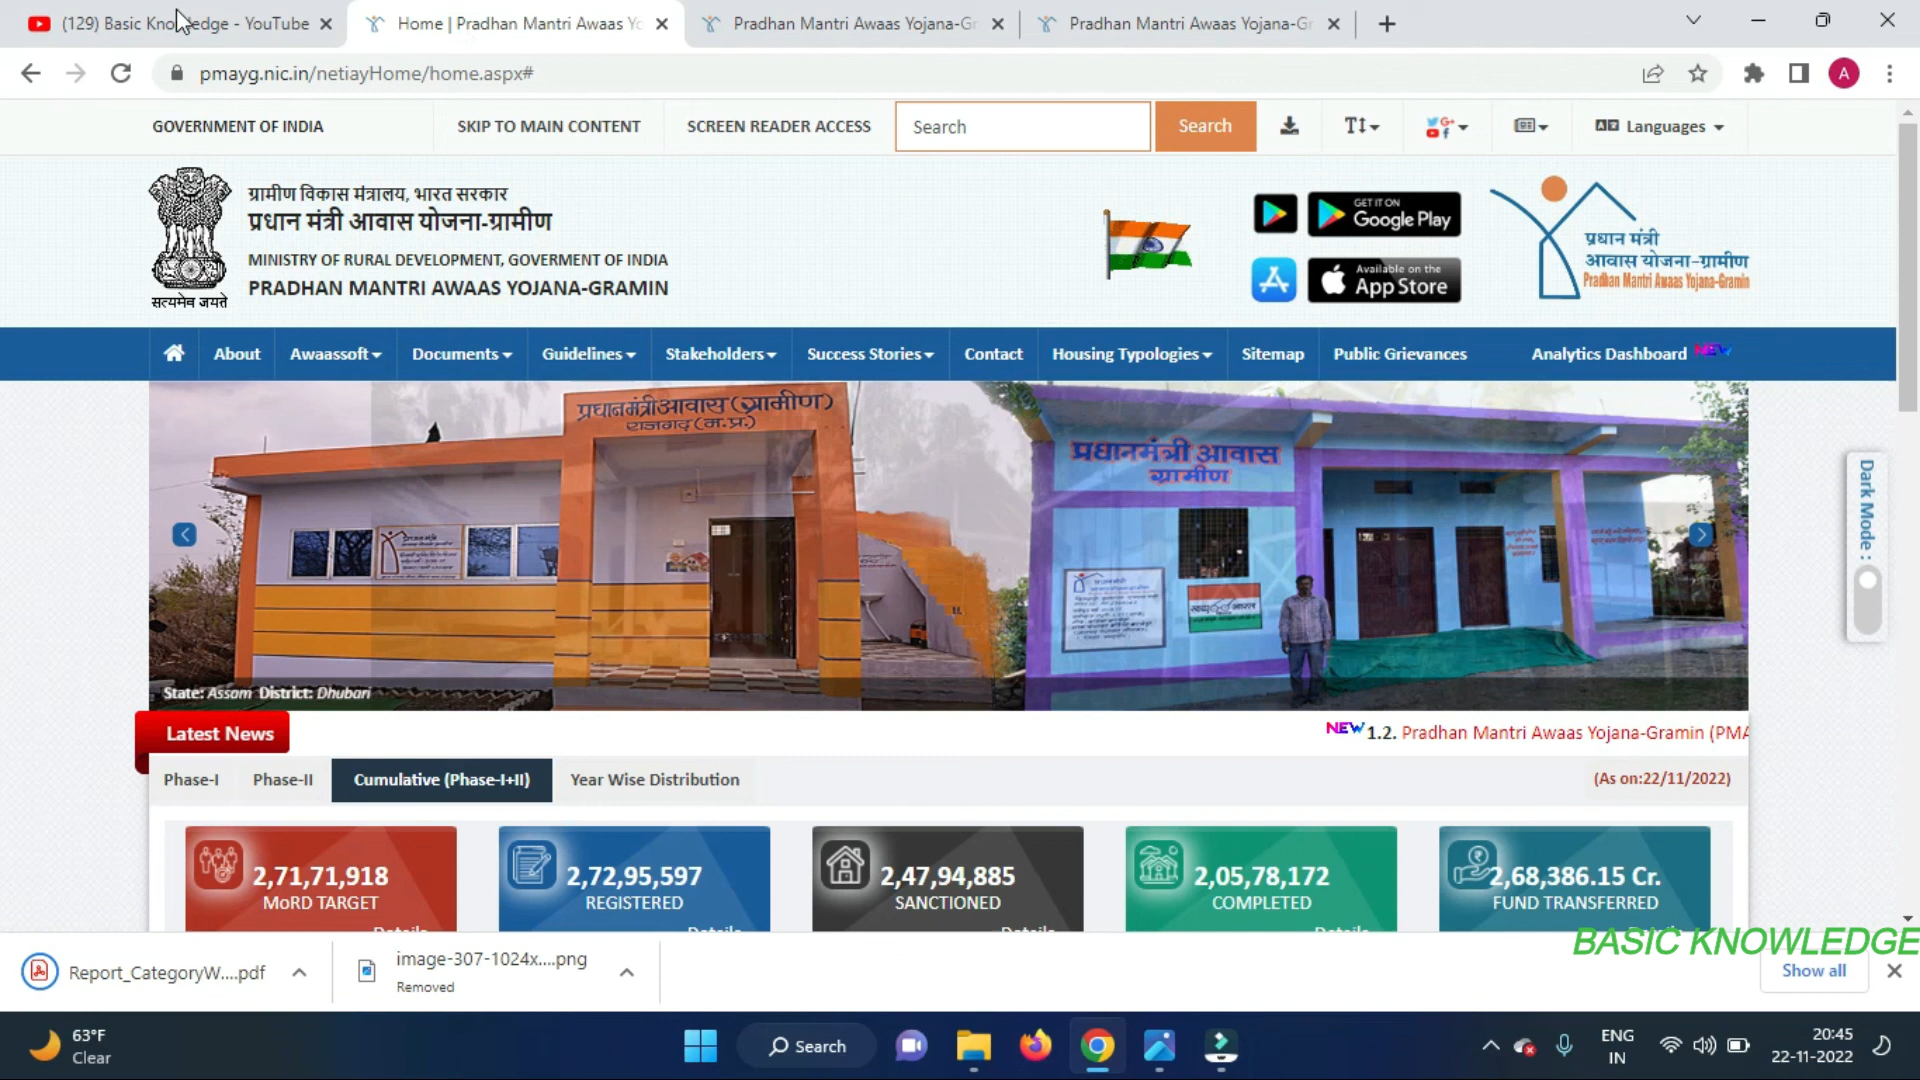 (129) Basic Knowledge - YouTube
Home | Pradhan Mantri Awaas Yo
Pradhan Mantri Awaas Yojana-Gr
Pradhan Mantri Awaas Yojana-Gr
pmayg.nic.in/netiayHome/home.aspx#
A
GOVERNMENT OF INDIA
SKIP TO MAIN CONTENT
SCREEN READER ACCESS
Search
Search
Languages
ग्रामीण विकास मंत्रालय, भारत सरकार
प्रधान मंत्री आवास योजना-ग्रामीण
MINISTRY OF RURAL DEVELOPMENT, GOVERMENT OF INDIA
PRADHAN MANTRI AWAAS YOJANA-GRAMIN
सत्यमेव जयते
GET IT ON
Google Play
Available on the
App Store
प्रधान मंत्री
आवास योजना-ग्रामीण
Pradhan Mantri Awaas Yojana-Gramin
About
Awaassoft
Documents
Guidelines
Stakeholders
Success Stories
Contact
Housing Typologies
Sitemap
Public Grievances
Analytics Dashboard NEW
प्रधानमंत्री आवास (ग्रामीण)
राजगढ़ (म.प्र.)
प्रधानमंत्री आवास
ग्रामीण
Dark Mode :
State: Assam District: Dhubari
Latest News
NEW 1.2. Pradhan Mantri Awaas Yojana-Gramin (PMA
Phase-I
Phase-II
Cumulative (Phase-I+II)
Year Wise Distribution
(As on:22/11/2022)
2,71,71,918
MoRD TARGET
Details
2,72,95,597
REGISTERED
Details
2,47,94,885
SANCTIONED
Details
2,05,78,172
COMPLETED
Details
2,68,386.15 Cr.
FUND TRANSFERRED
BASIC KNOWLEDGE
Report_CategoryW....pdf
image-307-1024x....png
Removed
Show all
63°F
Clear
Search
ENG
IN
20:45
22-11-2022